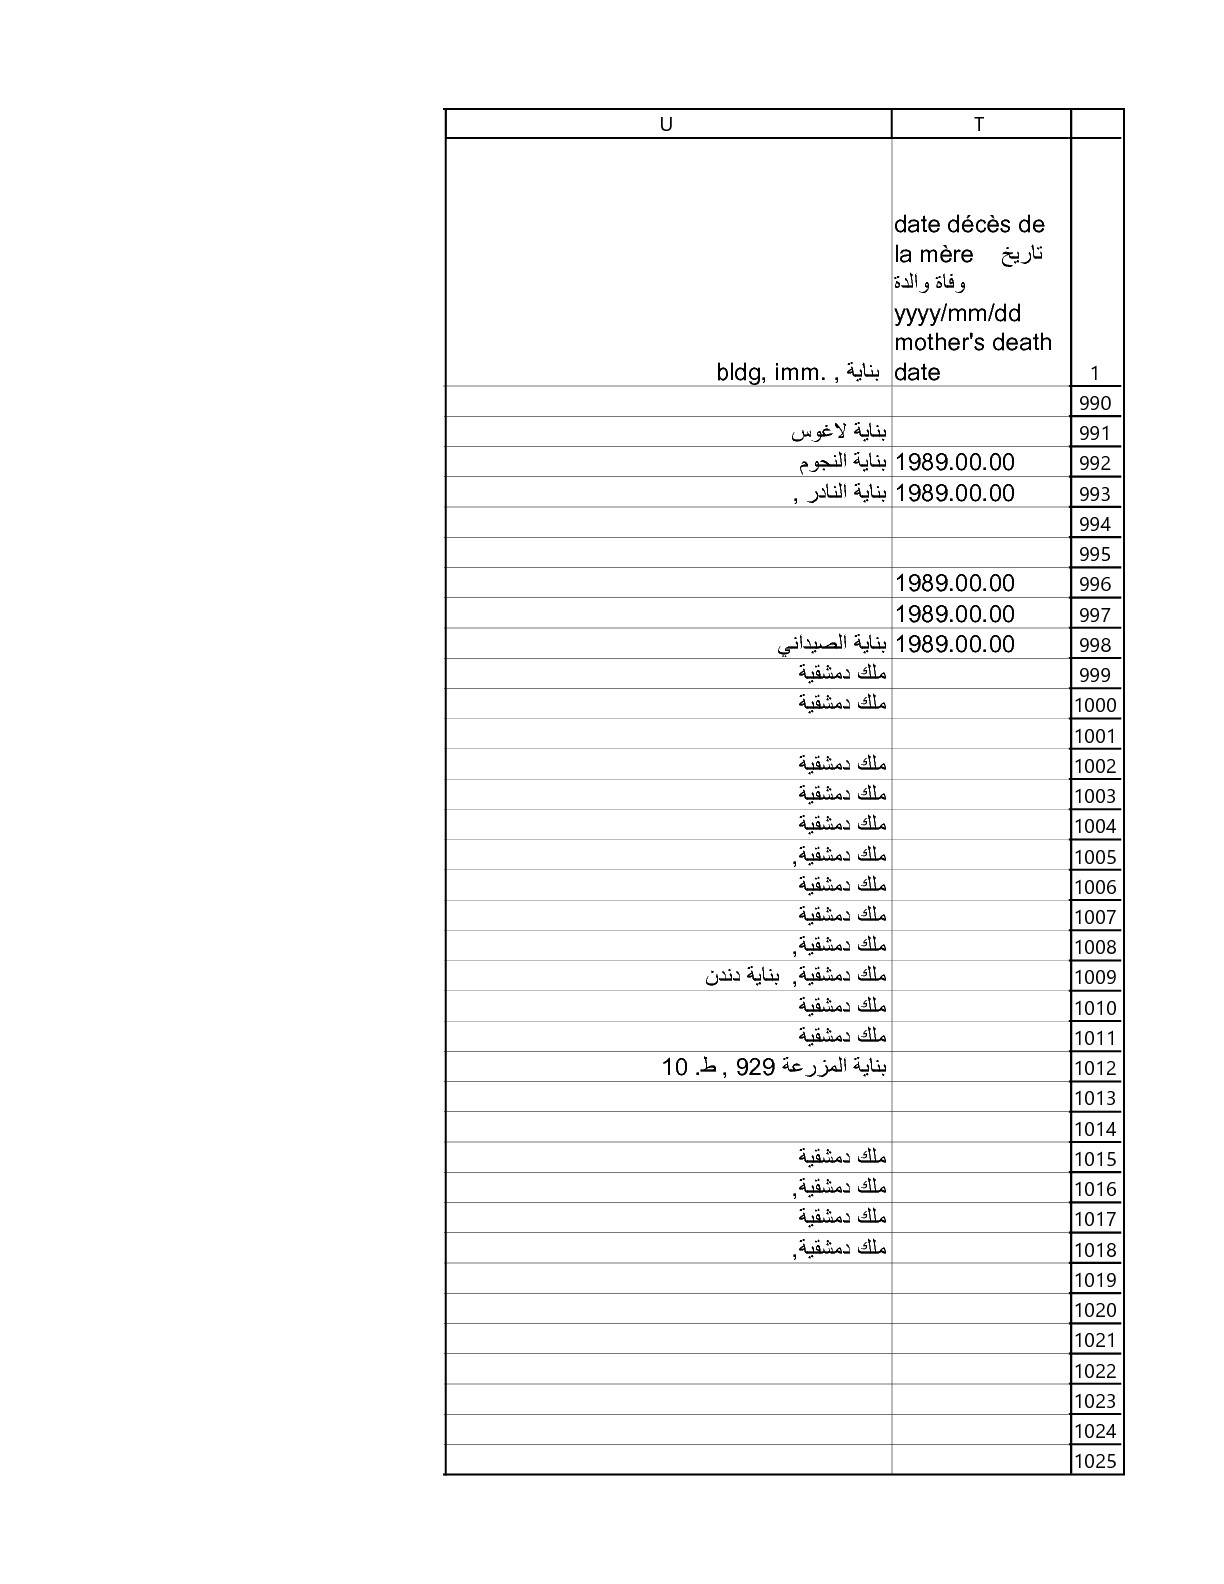 T U
1 date décès de
la mère تاريخ
وفاة والدة
yyyy/mm/dd
mother's death
date بناية , .bldg, imm
990
991 بناية لاغوس
992 1989.00.00 بناية النجوم
993 1989.00.00 بناية النادر ,
994
995
996 1989.00.00
997 1989.00.00
998 1989.00.00 بناية الصيداني
999 ملك دمشقية
1000 ملك دمشقية
1001
1002 ملك دمشقية
1003 ملك دمشقية
1004 ملك دمشقية
1005 ملك دمشقية,
1006 ملك دمشقية
1007 ملك دمشقية
1008 ملك دمشقية,
1009 ملك دمشقية, بناية دندن
1010 ملك دمشقية
1011 ملك دمشقية
1012 بناية المزرعة 929 , ط. 10
1013
1014
1015 ملك دمشقية
1016 ملك دمشقية,
1017 ملك دمشقية
1018 ملك دمشقية,
1019
1020
1021
1022
1023
1024
1025